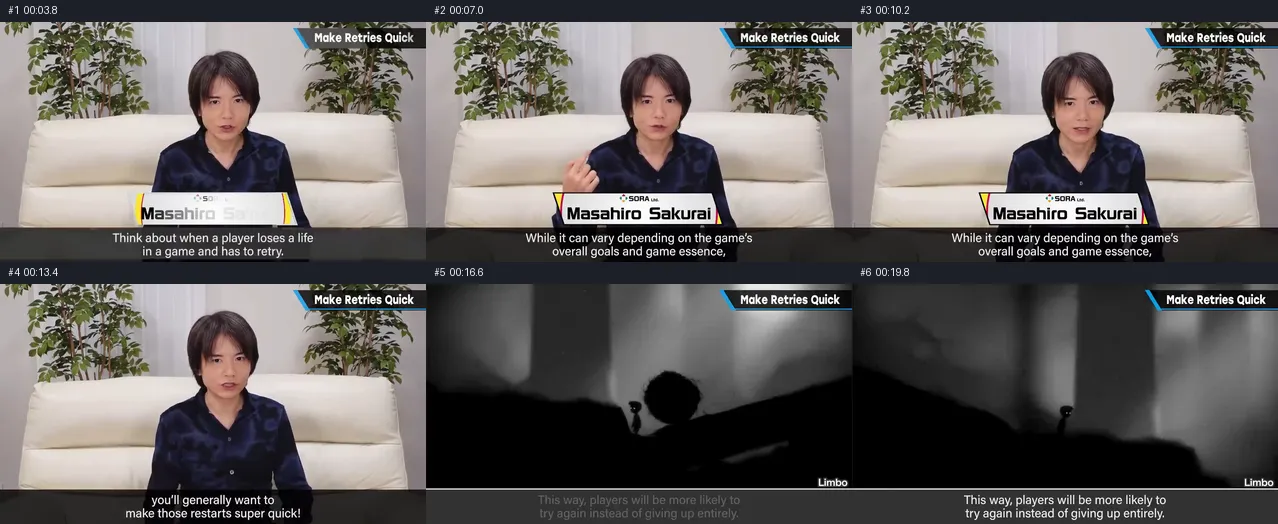 #1 00:03.8
Make Retries Quick
SO
Masahiro Sa
Think about when a player loses a life
in a game and has to retry.
#2 00:07.0
Make Retries Quick
SORA LTD.
Masahiro Sakurai
While it can vary depending on the game's
overall goals and game essence,
#3 00:10.2
Make Retries Quick
SORA LTD.
Masahiro Sakurai
While it can vary depending on the game's
overall goals and game essence,
#4 00:13.4
Make Retries Quick
you'll generally want to
make those restarts super quick!
#5 00:16.6
Make Retries Quick
Limbo
This way, players will be more likely to
try again instead of giving up entirely.
#6 00:19.8
Make Retries Quick
Limbo
This way, players will be more likely to
try again instead of giving up entirely.